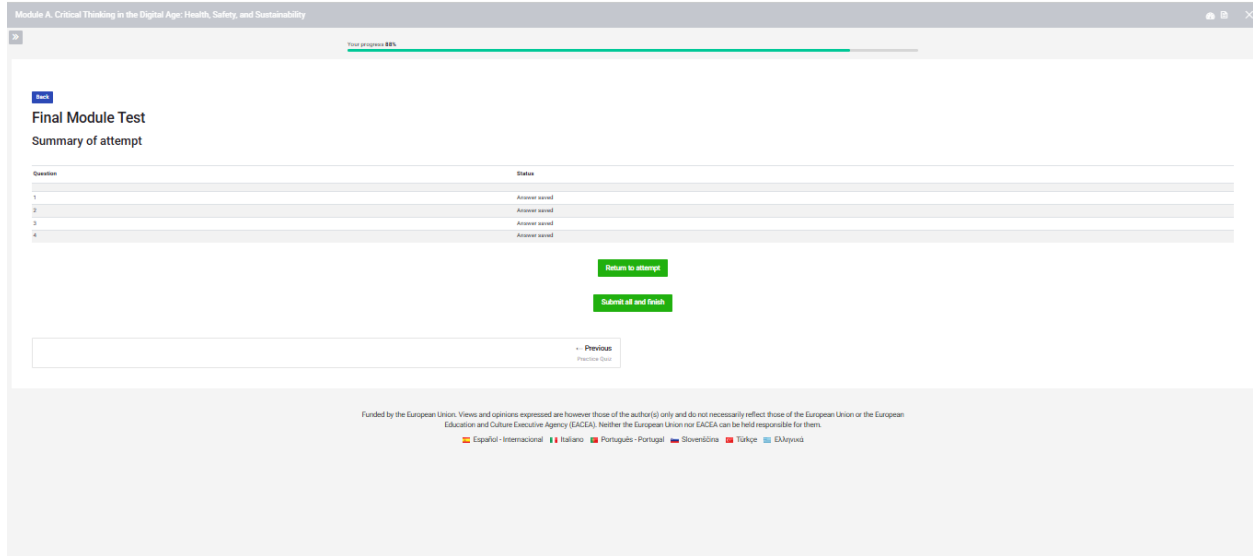 Module A. Critical Thinking in the Digital Age: Health, Safety, and Sustainability
Your progress 88%
Back
Final Module Test
Summary of attempt
Question Status
1 Answer saved
2 Answer saved
3 Answer saved
4 Answer saved
Return to attempt
Submit all and finish
← Previous
Practice Quiz
Funded by the European Union. Views and opinions expressed are however those of the author(s) only and do not necessarily reflect those of the European Union or the European
Education and Culture Executive Agency (EACEA). Neither the European Union nor EACEA can be held responsible for them.
Español - Internacional Italiano Português - Portugal Slovenščina Türkçe Ελληνικά